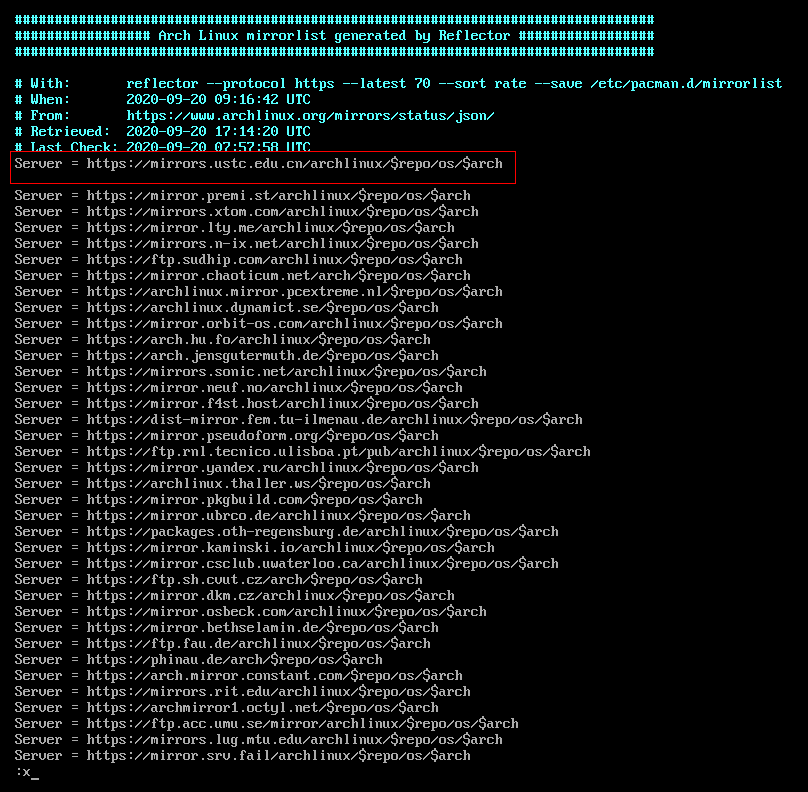 ################################################################################
################# Arch Linux mirrorlist generated by Reflector #################
################################################################################
# With:       reflector --protocol https --latest 70 --sort rate --save /etc/pacman.d/mirrorlist
# When:       2020-09-20 09:16:42 UTC
# From:       https://www.archlinux.org/mirrors/status/json/
# Retrieved:  2020-09-20 17:14:20 UTC
# Last Check: 2020-09-20 07:57:58 UTC
Server = https://mirrors.ustc.edu.cn/archlinux/$repo/os/$arch
Server = https://mirror.premi.st/archlinux/$repo/os/$arch
Server = https://mirrors.xtom.com/archlinux/$repo/os/$arch
Server = https://mirror.lty.me/archlinux/$repo/os/$arch
Server = https://mirrors.n-ix.net/archlinux/$repo/os/$arch
Server = https://ftp.sudhip.com/archlinux/$repo/os/$arch
Server = https://mirror.chaoticum.net/arch/$repo/os/$arch
Server = https://archlinux.mirror.pcextreme.nl/$repo/os/$arch
Server = https://archlinux.dynamict.se/$repo/os/$arch
Server = https://mirror.orbit-os.com/archlinux/$repo/os/$arch
Server = https://arch.hu.fo/archlinux/$repo/os/$arch
Server = https://arch.jensgutermuth.de/$repo/os/$arch
Server = https://mirrors.sonic.net/archlinux/$repo/os/$arch
Server = https://mirror.neuf.no/archlinux/$repo/os/$arch
Server = https://mirror.f4st.host/archlinux/$repo/os/$arch
Server = https://dist-mirror.fem.tu-ilmenau.de/archlinux/$repo/os/$arch
Server = https://mirror.pseudoform.org/$repo/os/$arch
Server = https://ftp.rnl.tecnico.ulisboa.pt/pub/archlinux/$repo/os/$arch
Server = https://mirror.yandex.ru/archlinux/$repo/os/$arch
Server = https://archlinux.thaller.ws/$repo/os/$arch
Server = https://mirror.pkgbuild.com/$repo/os/$arch
Server = https://mirror.ubrco.de/archlinux/$repo/os/$arch
Server = https://packages.oth-regensburg.de/archlinux/$repo/os/$arch
Server = https://mirror.kaminski.io/archlinux/$repo/os/$arch
Server = https://mirror.csclub.uwaterloo.ca/archlinux/$repo/os/$arch
Server = https://ftp.sh.cvut.cz/arch/$repo/os/$arch
Server = https://mirror.dkm.cz/archlinux/$repo/os/$arch
Server = https://mirror.osbeck.com/archlinux/$repo/os/$arch
Server = https://mirror.bethselamin.de/$repo/os/$arch
Server = https://ftp.fau.de/archlinux/$repo/os/$arch
Server = https://phinau.de/arch/$repo/os/$arch
Server = https://arch.mirror.constant.com/$repo/os/$arch
Server = https://mirrors.rit.edu/archlinux/$repo/os/$arch
Server = https://archmirror1.octyl.net/$repo/os/$arch
Server = https://ftp.acc.umu.se/mirror/archlinux/$repo/os/$arch
Server = https://mirrors.lug.mtu.edu/archlinux/$repo/os/$arch
Server = https://mirror.srv.fail/archlinux/$repo/os/$arch
:x_